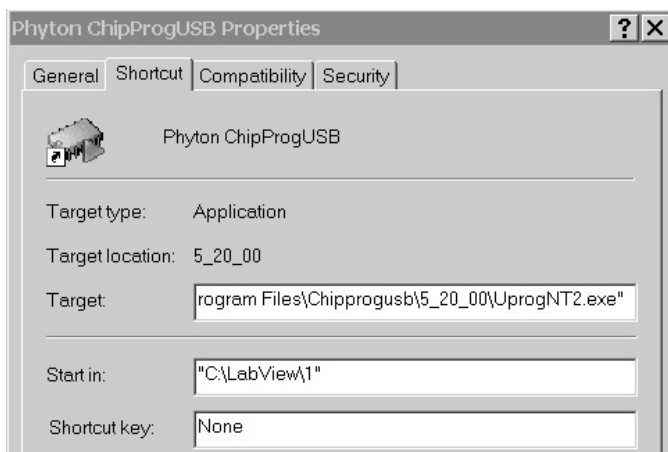 Phyton ChipProgUSB Properties ? X
General Shortcut Compatibility Security
Phyton ChipProgUSB
Target type: Application
Target location: 5_20_00
Target: rogram Files\Chipprogusb\5_20_00\UprogNT2.exe"
Start in: "C:\LabView\1"
Shortcut key: None